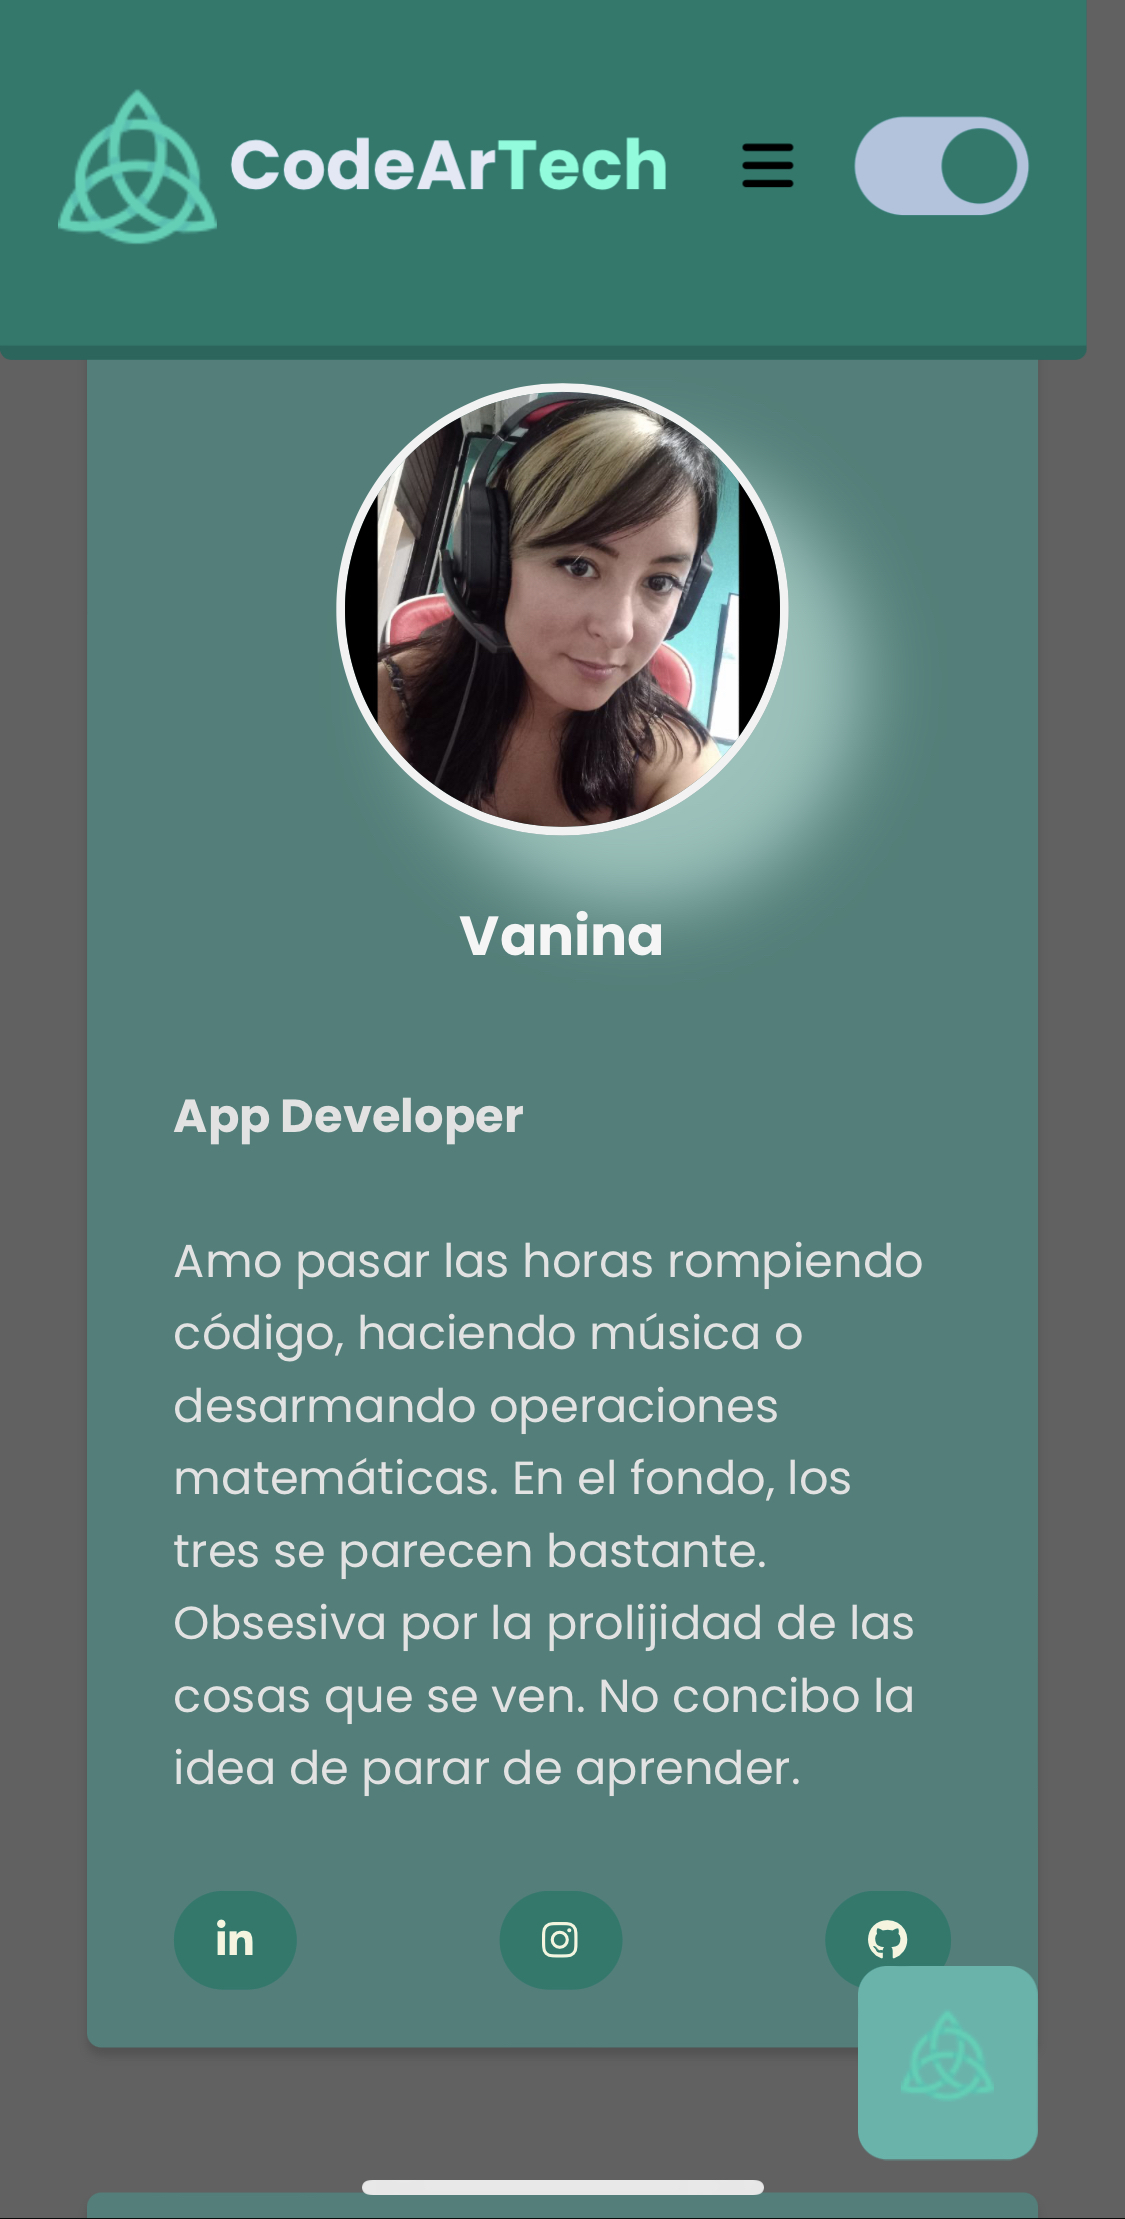 CodeArTech
Vanina
App Developer
Amo pasar las horas rompiendo
código, haciendo música o
desarmando operaciones
matemáticas. En el fondo, los
tres se parecen bastante.
Obsesiva por la prolijidad de las
cosas que se ven. No concibo la
idea de parar de aprender.
in